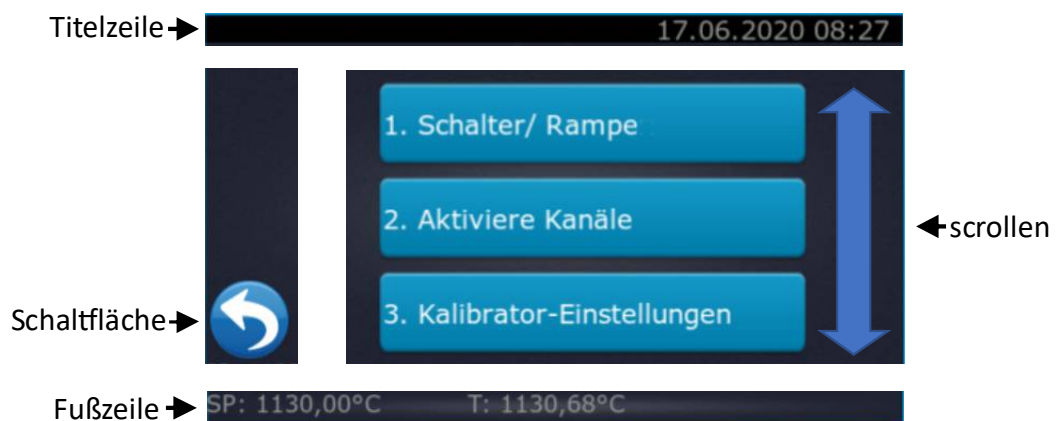 Titelzeile
17.06.2020 08:27
1. Schalter/ Rampe
2. Aktiviere Kanäle
scrollen
Schaltfläche
3. Kalibrator-Einstellungen
Fußzeile
SP: 1130,00°C T: 1130,68°C